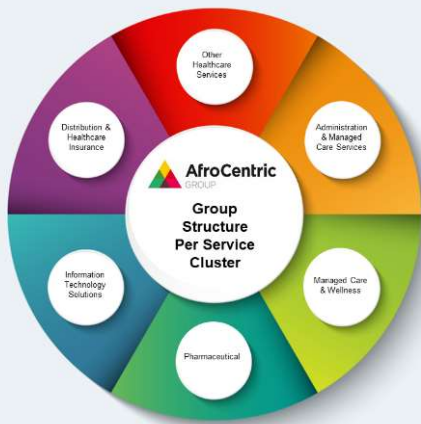 Other
Healthcare
Services
Distribution &
Healthcare
Insurance
Administration
& Managed
Care Services
AfroCentric
GROUP
Group
Structure
Per Service
Cluster
Information
Technology
Solutions
Managed Care
& Wellness
Pharmaceutical